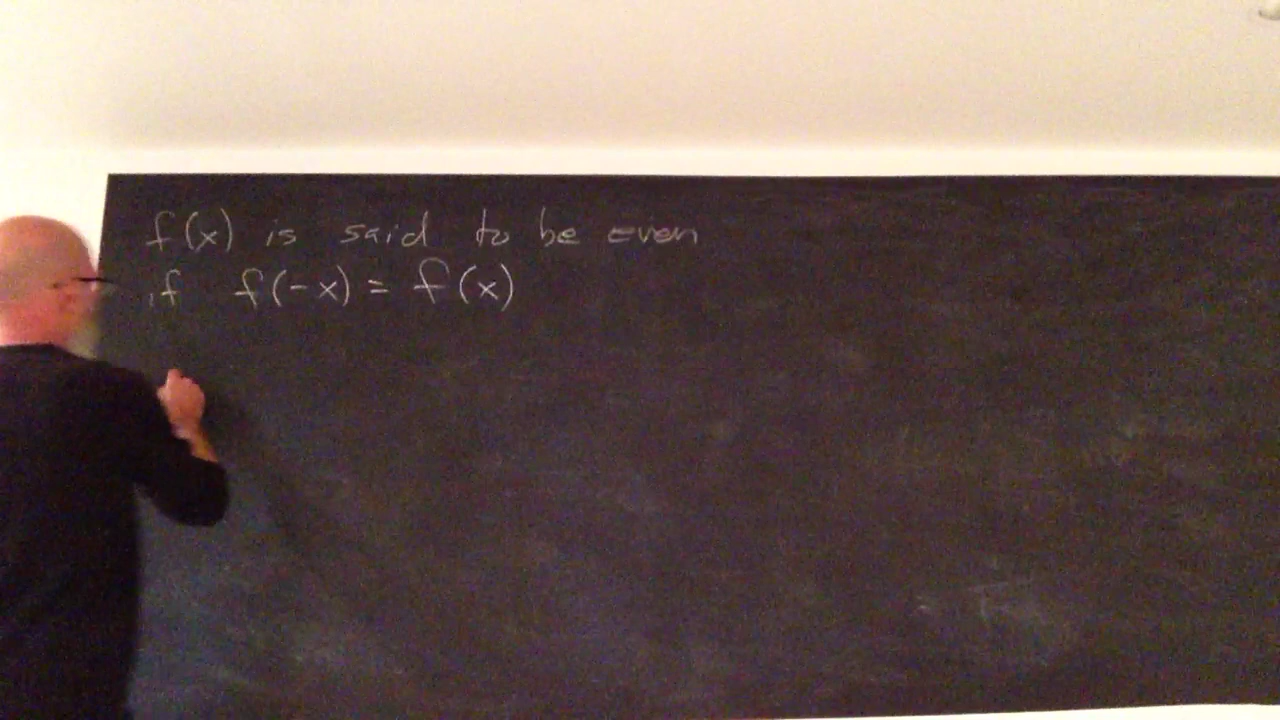 f(x) is said to be even
if f(-x) = f(x)